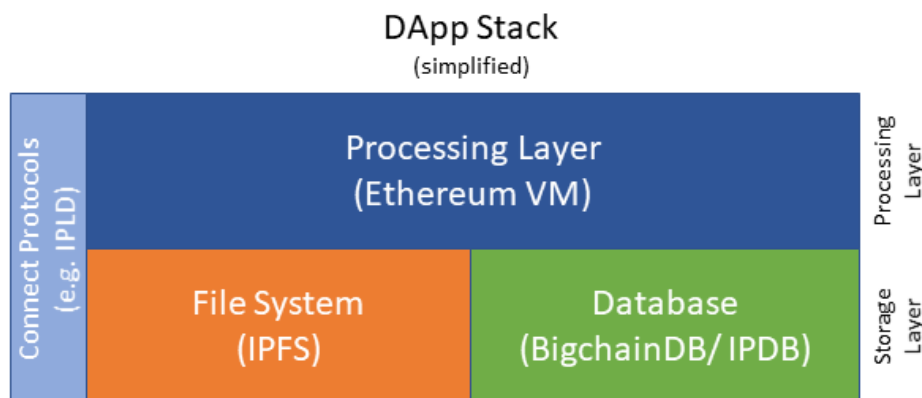 DApp Stack
(simplified)
Connect Protocols
(e.g. IPLD)
Processing Layer
(Ethereum VM)
Processsing
Layer
File System
(IPFS)
Database
(BigchainDB/ IPDB)
Storage
Layer